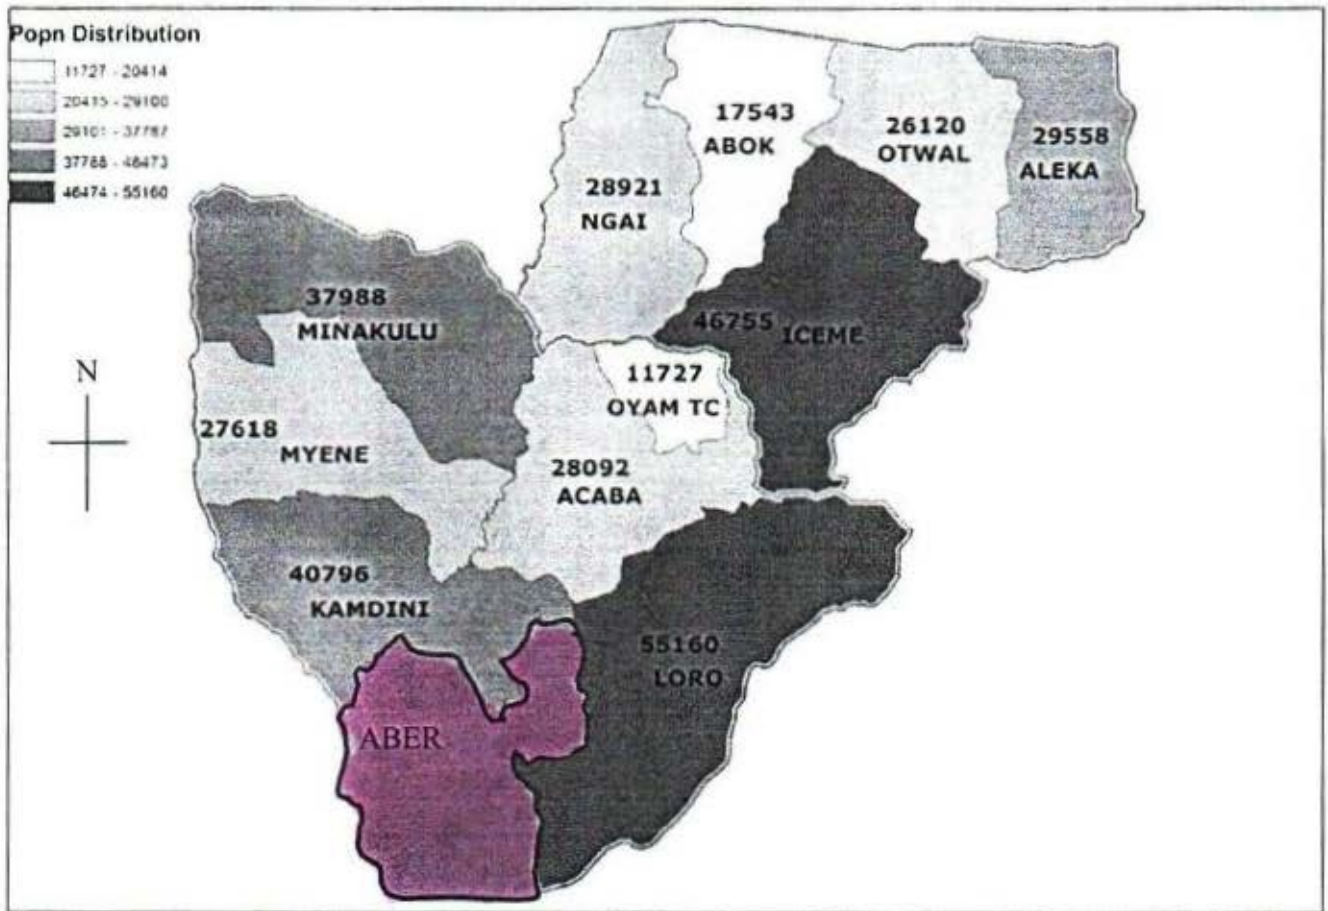 Popn Distribution
11727 - 20414
20415 - 29100
29101 - 37787
37788 - 46473
46474 - 55160
17543
ABOK
26120
OTWAL
29558
ALEKA
28921
NGAI
37988
MINAKULU
46755 ICEME
N
11727
OYAM TC
27618
MYENE
28092
ACABA
40796
KAMDINI
55160
LORO
ABER